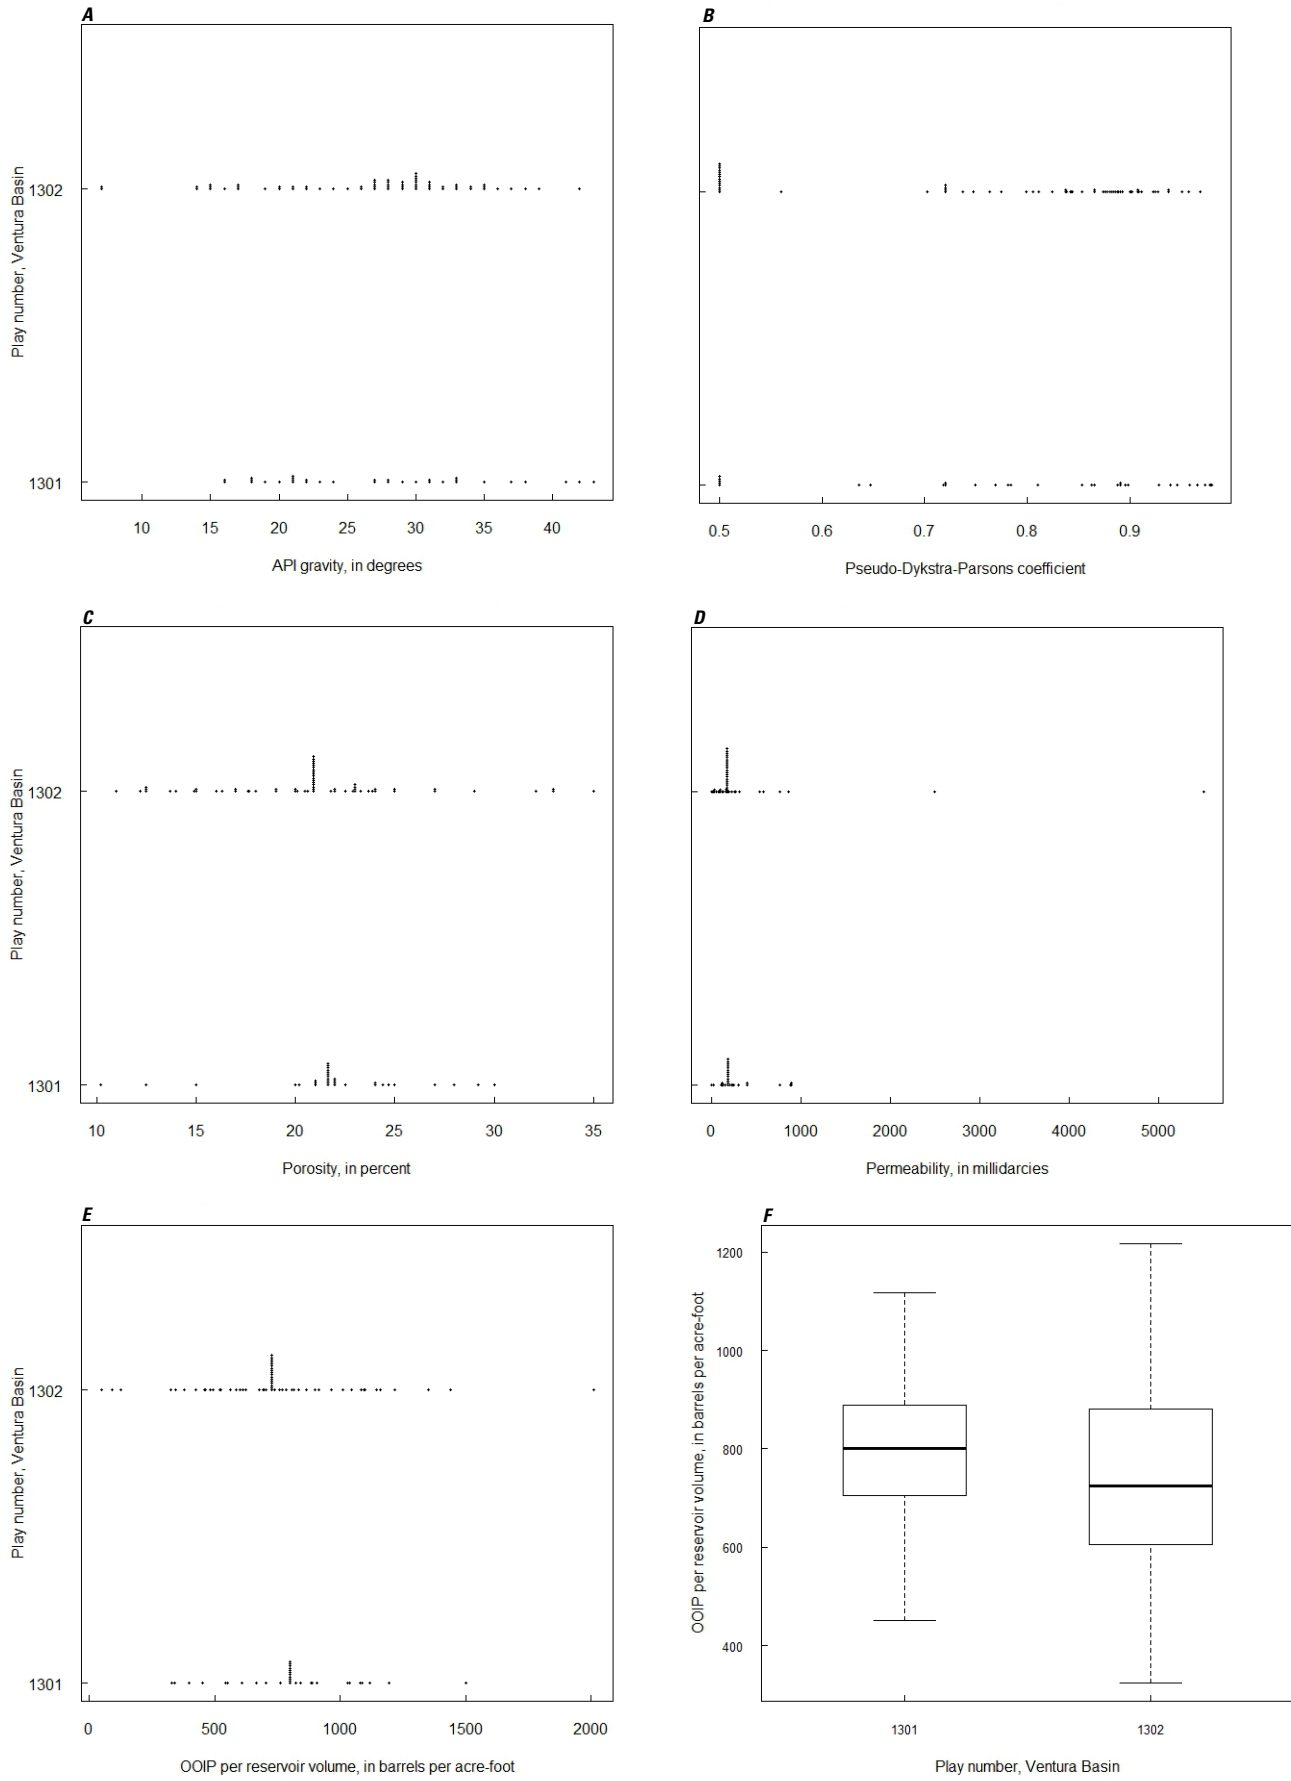 A
Play number, Ventura Basin
1302
1301
10 15 20 25 30 35 40
API gravity, in degrees
B
0.5 0.6 0.7 0.8 0.9
Pseudo-Dykstra-Parsons coefficient
C
Play number, Ventura Basin
1302
1301
10 15 20 25 30 35
Porosity, in percent
D
0 1000 2000 3000 4000 5000
Permeability, in millidarcies
E
Play number, Ventura Basin
1302
1301
0 500 1000 1500 2000
OOIP per reservoir volume, in barrels per acre-foot
F
OOIP per reservoir volume, in barrels per acre-foot
1200
1000
800
600
400
1301 1302
Play number, Ventura Basin